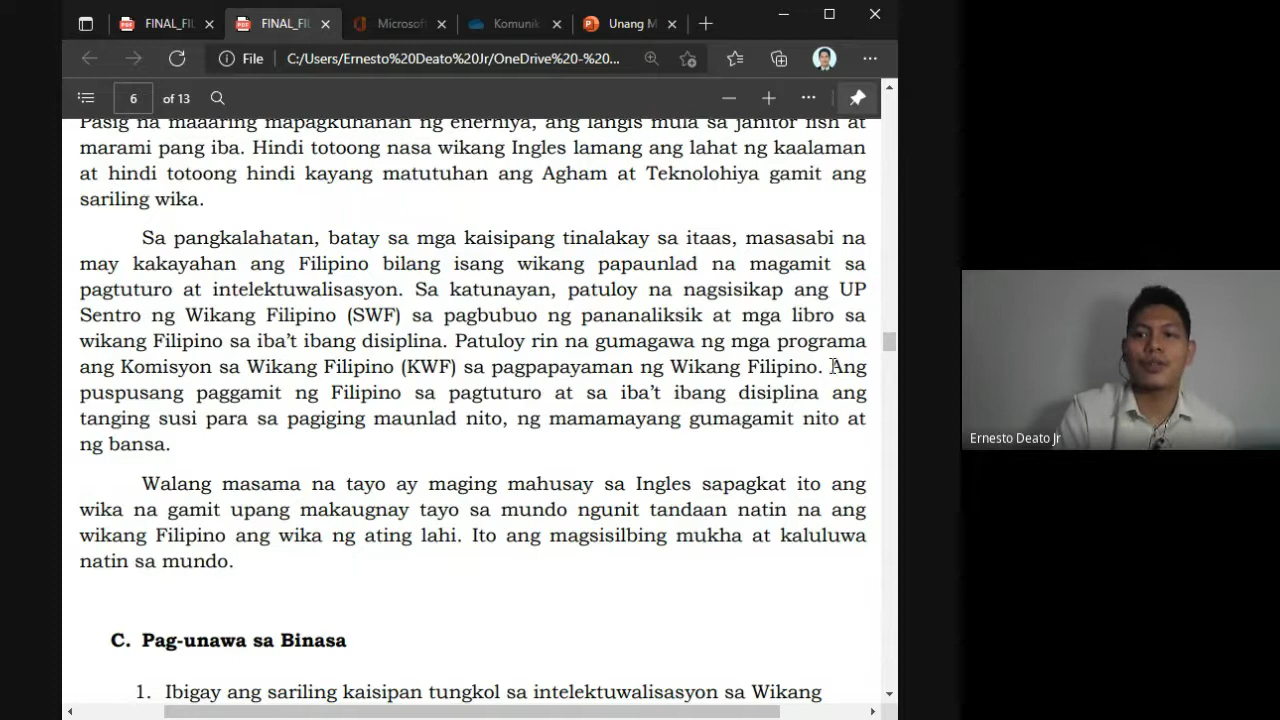 FINAL_FIL
FINAL_FIL
Microsoft
Komunik
Unang M
File
C:/Users/Ernesto%20Deato%20Jr/OneDrive%20-%20...
6 of 13
Pasig na maaaring mapagkuhanan ng enerhiya, ang langis mula sa janitor fish at
marami pang iba. Hindi totoong nasa wikang Ingles lamang ang lahat ng kaalaman
at hindi totoong hindi kayang matutuhan ang Agham at Teknolohiya gamit ang
sariling wika.
Sa pangkalahatan, batay sa mga kaisipang tinalakay sa itaas, masasabi na
may kakayahan ang Filipino bilang isang wikang papaunlad na magamit sa
pagtuturo at intelektuwalisasyon. Sa katunayan, patuloy na nagsisikap ang UP
Sentro ng Wikang Filipino (SWF) sa pagbubuo ng pananaliksik at mga libro sa
wikang Filipino sa iba't ibang disiplina. Patuloy rin na gumagawa ng mga programa
ang Komisyon sa Wikang Filipino (KWF) sa pagpapayaman ng Wikang Filipino. Ang
puspusang paggamit ng Filipino sa pagtuturo at sa iba't ibang disiplina ang
tanging susi para sa pagiging maunlad nito, ng mamamayang gumagamit nito at
ng bansa.
Walang masama na tayo ay maging mahusay sa Ingles sapagkat ito ang
wika na gamit upang makaugnay tayo sa mundo ngunit tandaan natin na ang
wikang Filipino ang wika ng ating lahi. Ito ang magsisilbing mukha at kaluluwa
natin sa mundo.
C. Pag-unawa sa Binasa
1. Ibigay ang sariling kaisipan tungkol sa intelektuwalisasyon sa Wikang
Ernesto Deato Jr